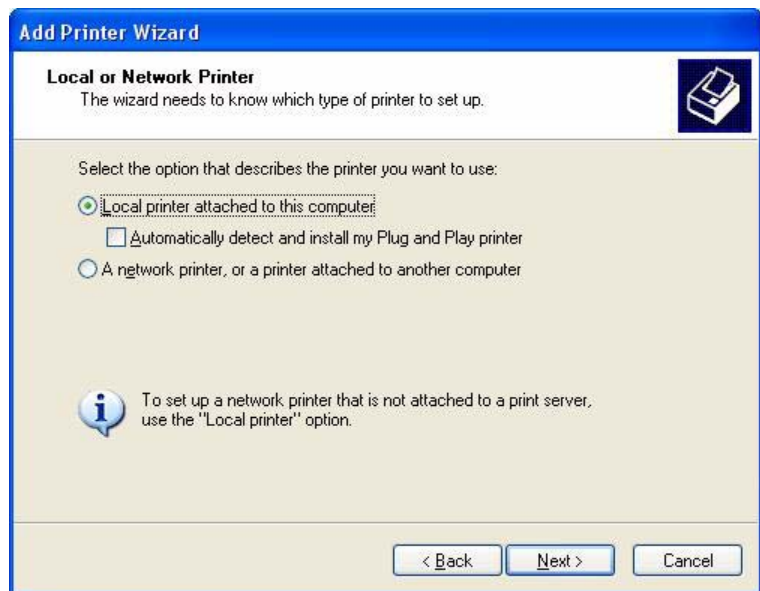 Add Printer Wizard
Local or Network Printer
The wizard needs to know which type of printer to set up.
Select the option that describes the printer you want to use:
Local printer attached to this computer
Automatically detect and install my Plug and Play printer
A network printer, or a printer attached to another computer
To set up a network printer that is not attached to a print server,
use the "Local printer" option.
< Back Next > Cancel